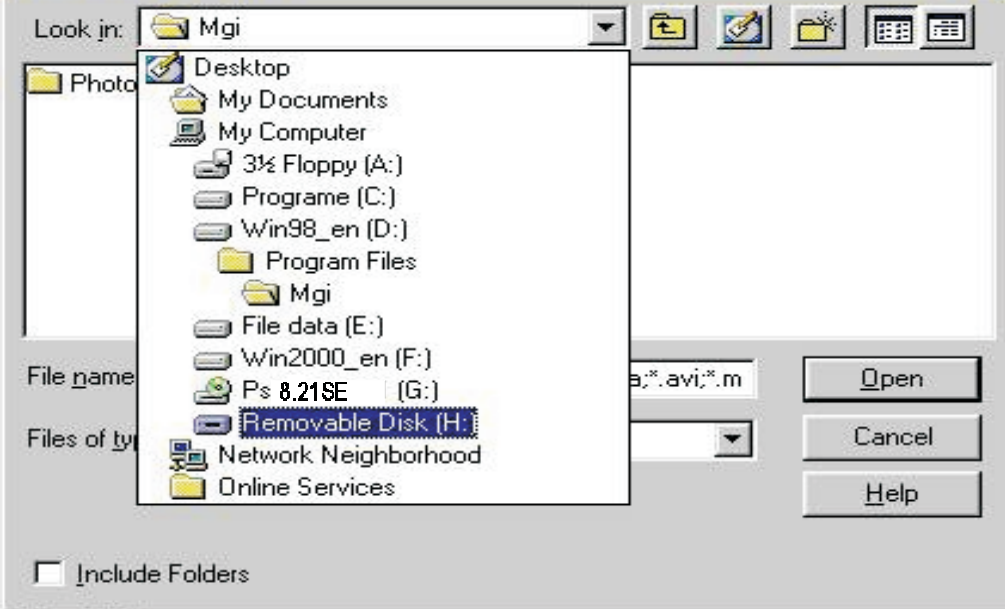 Look in: Mgi
Desktop
Photo
My Documents
My Computer
3½ Floppy (A:)
Programe (C:)
Win98_en (D:)
Program Files
Mgi
File data (E:)
Win2000_en (F:)
File name a;*.avi;*.m Open
Ps 8.21SE (G:)
Removable Disk (H:
Files of ty Cancel
Network Neighborhood
Online Services
Help
Include Folders